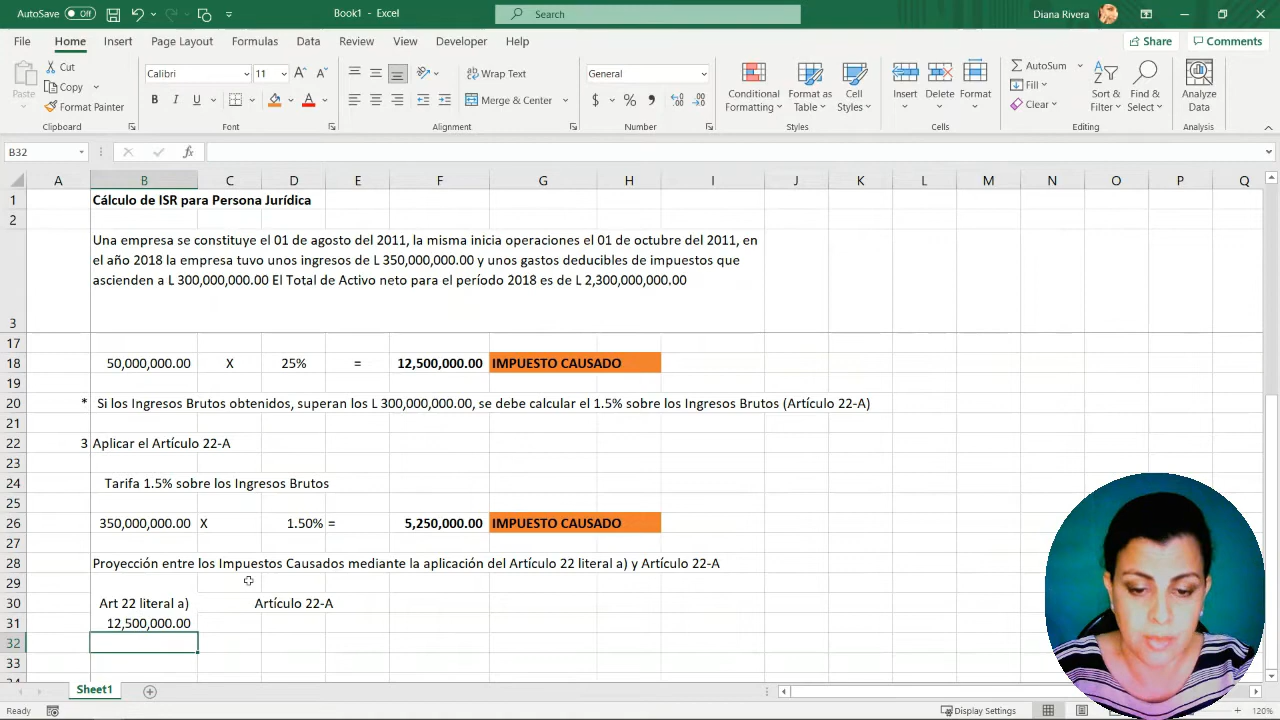 AutoSave Off Book1 - Excel Search Diana Rivera
File Home Insert Page Layout Formulas Data Review View Developer Help Share Comments
Paste Cut Copy Format Painter Clipboard
Calibri 11 B I U Font
Wrap Text Merge & Center Alignment
General $ % Number
Conditional Formatting Format as Table Cell Styles Styles
Insert Delete Format Cells
AutoSum Fill Clear Sort & Filter Find & Select Editing
Analyze Data Analysis
B32 fx
A B C D E F G H I J K L M N O P Q
1 Cálculo de ISR para Persona Jurídica
2
Una empresa se constituye el 01 de agosto del 2011, la misma inicia operaciones el 01 de octubre del 2011, en
el año 2018 la empresa tuvo unos ingresos de L 350,000,000.00 y unos gastos deducibles de impuestos que
ascienden a L 300,000,000.00 El Total de Activo neto para el período 2018 es de L 2,300,000,000.00
3
17
18 50,000,000.00 X 25% = 12,500,000.00 IMPUESTO CAUSADO
19
20 * Si los Ingresos Brutos obtenidos, superan los L 300,000,000.00, se debe calcular el 1.5% sobre los Ingresos Brutos (Artículo 22-A)
21
22 3 Aplicar el Artículo 22-A
23
24 Tarifa 1.5% sobre los Ingresos Brutos
25
26 350,000,000.00 X 1.50% = 5,250,000.00 IMPUESTO CAUSADO
27
28 Proyección entre los Impuestos Causados mediante la aplicación del Artículo 22 literal a) y Artículo 22-A
29
30 Art 22 literal a) Artículo 22-A
31 12,500,000.00
32
33
Sheet1
Ready Display Settings 120%